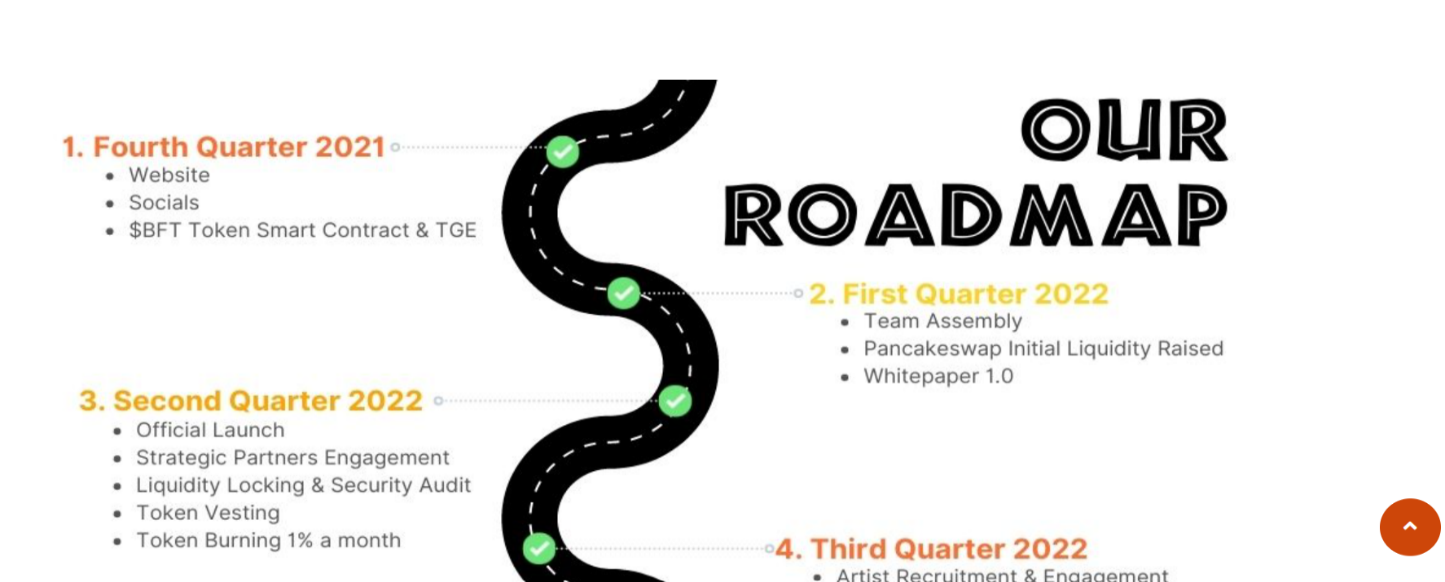 OUR
ROADMAP
1. Fourth Quarter 2021
• Website
• Socials
• $BFT Token Smart Contract & TGE
2. First Quarter 2022
• Team Assembly
• Pancakeswap Initial Liquidity Raised
• Whitepaper 1.0
3. Second Quarter 2022
• Official Launch
• Strategic Partners Engagement
• Liquidity Locking & Security Audit
• Token Vesting
• Token Burning 1% a month
4. Third Quarter 2022
• Artist Recruitment & Engagement